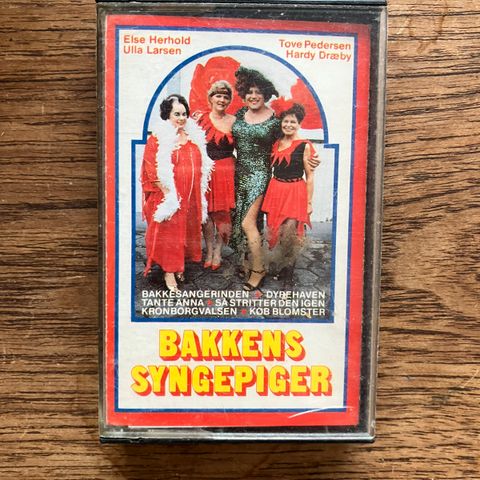 Else Herhold
Ulla Larsen
Tove Pedersen
Hardy Dræby
BAKKESANGERINDEN ★ DYREHAVEN
TANTE ANNA ★ SÅ STRITTER DEN IGEN
KRONBORGVALSEN ★ KØB BLOMSTER
BAKKENS
SYNGEPIGER